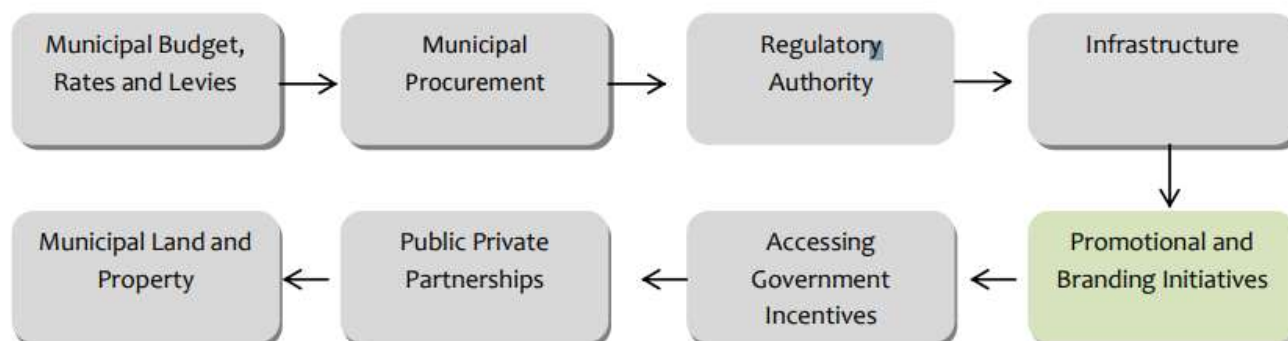 Municipal Budget,
Rates and Levies
Municipal
Procurement
Regulatory
Authority
Infrastructure
Promotional and
Branding Initiatives
Accessing
Government
Incentives
Public Private
Partnerships
Municipal Land and
Property